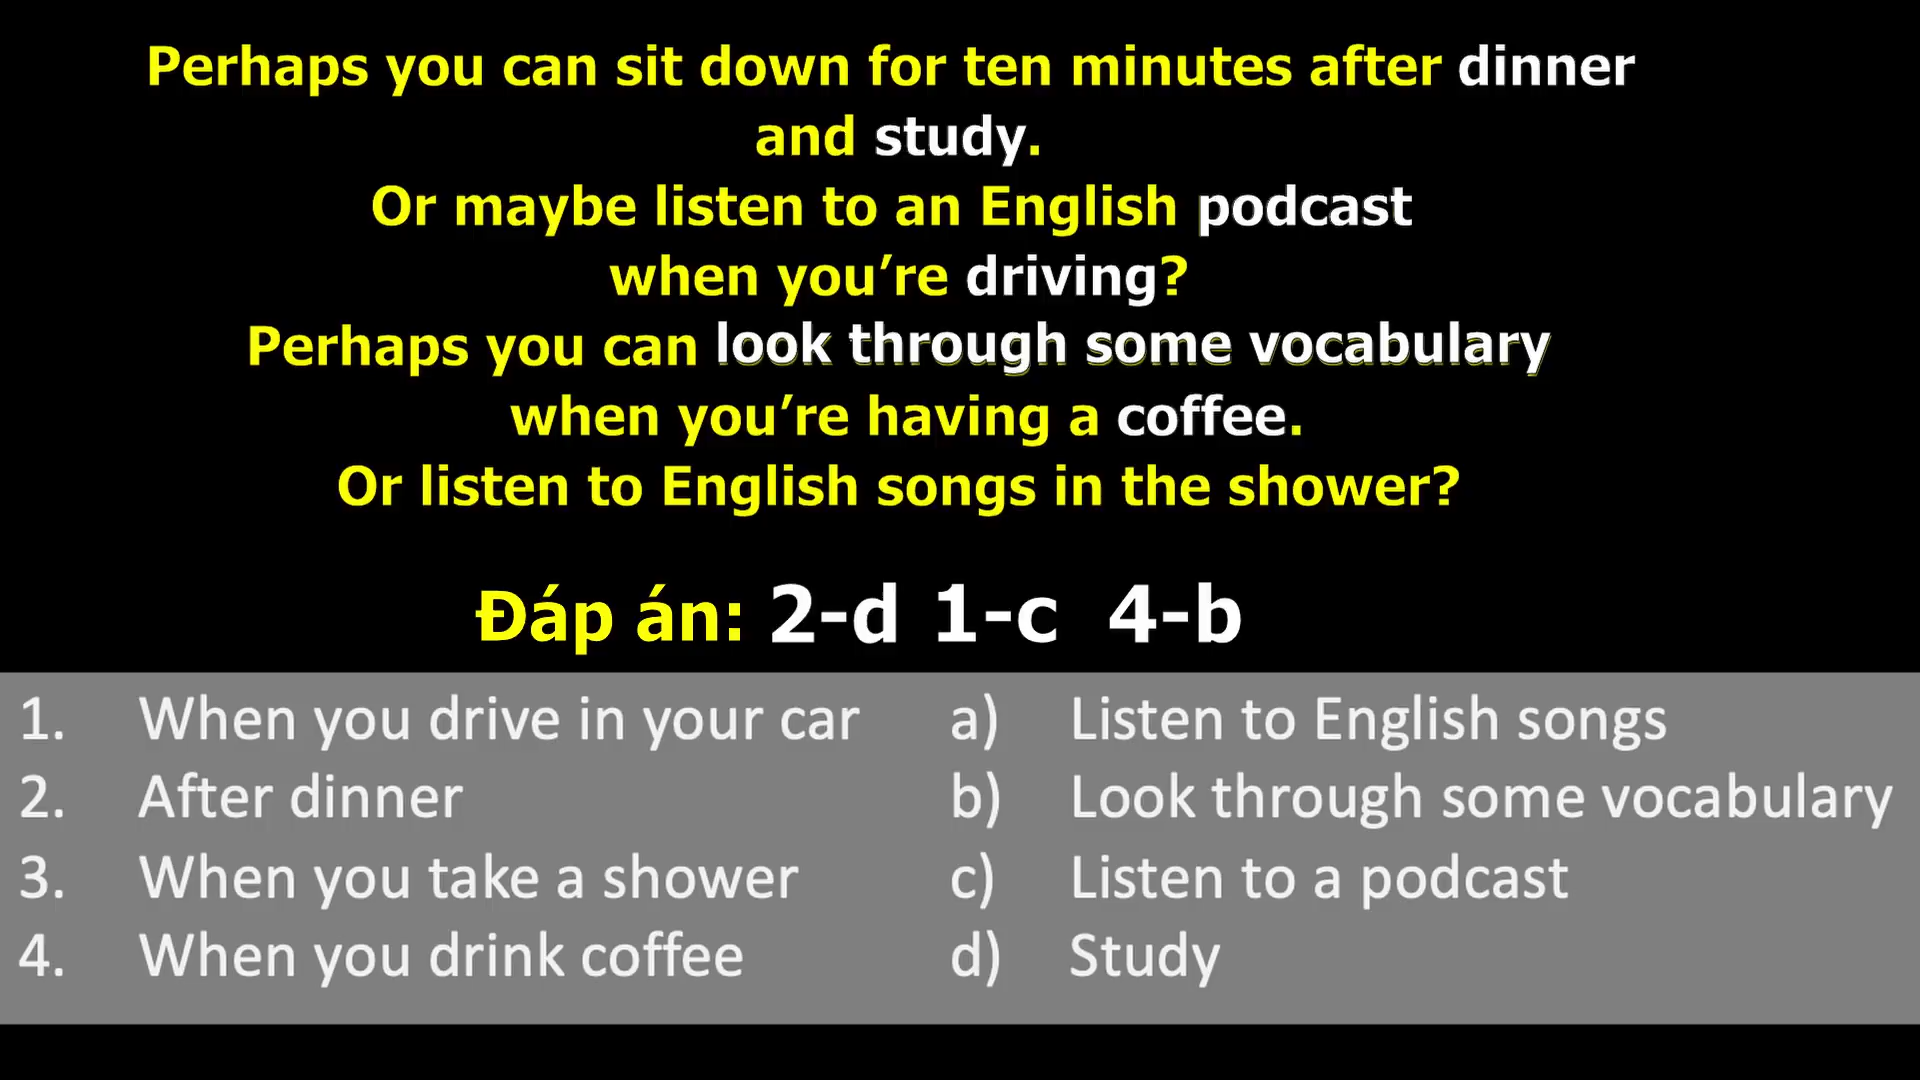 Perhaps you can sit down for ten minutes after dinner
and study.
Or maybe listen to an English podcast
when you’re driving?
Perhaps you can look through some vocabulary
when you’re having a coffee.
Or listen to English songs in the shower?
Đáp án: 2-d 1-c 4-b
1. When you drive in your car a) Listen to English songs
2. After dinner b) Look through some vocabulary
3. When you take a shower c) Listen to a podcast
4. When you drink coffee d) Study